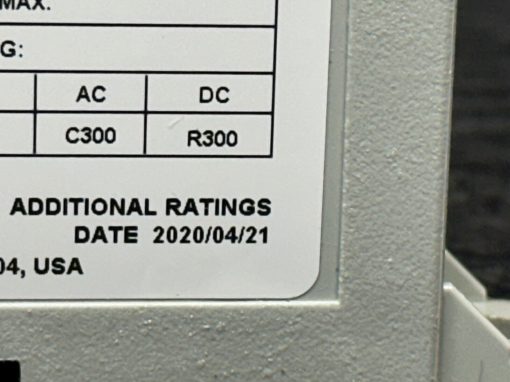 MAX.
G:
AC DC
C300 R300
ADDITIONAL RATINGS
DATE 2020/04/21
04, USA